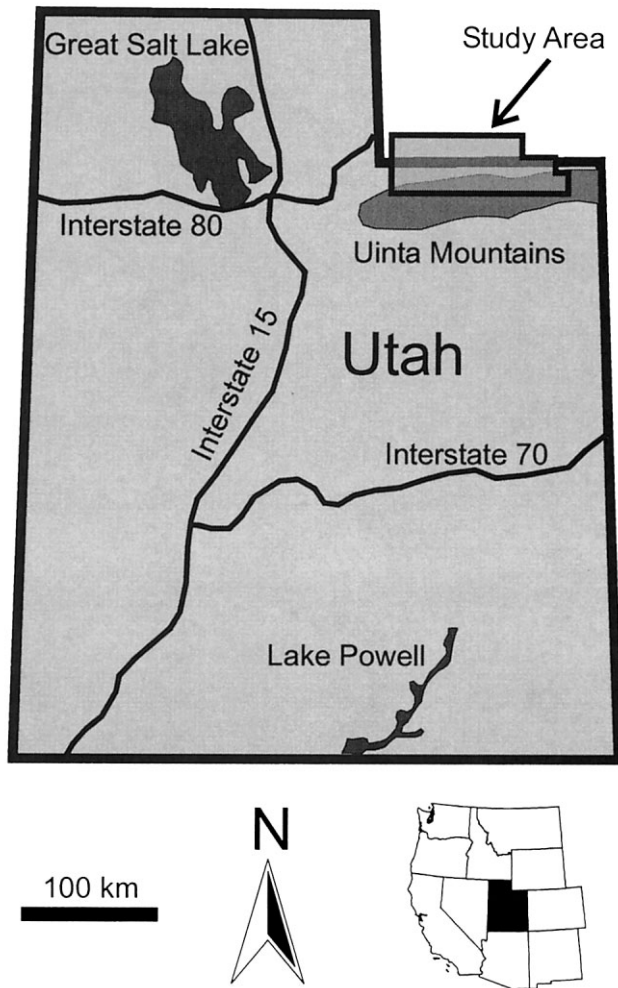 Great Salt Lake
Study Area
Interstate 80
Uinta Mountains
Interstate 15
Utah
Interstate 70
Lake Powell
N
100 km